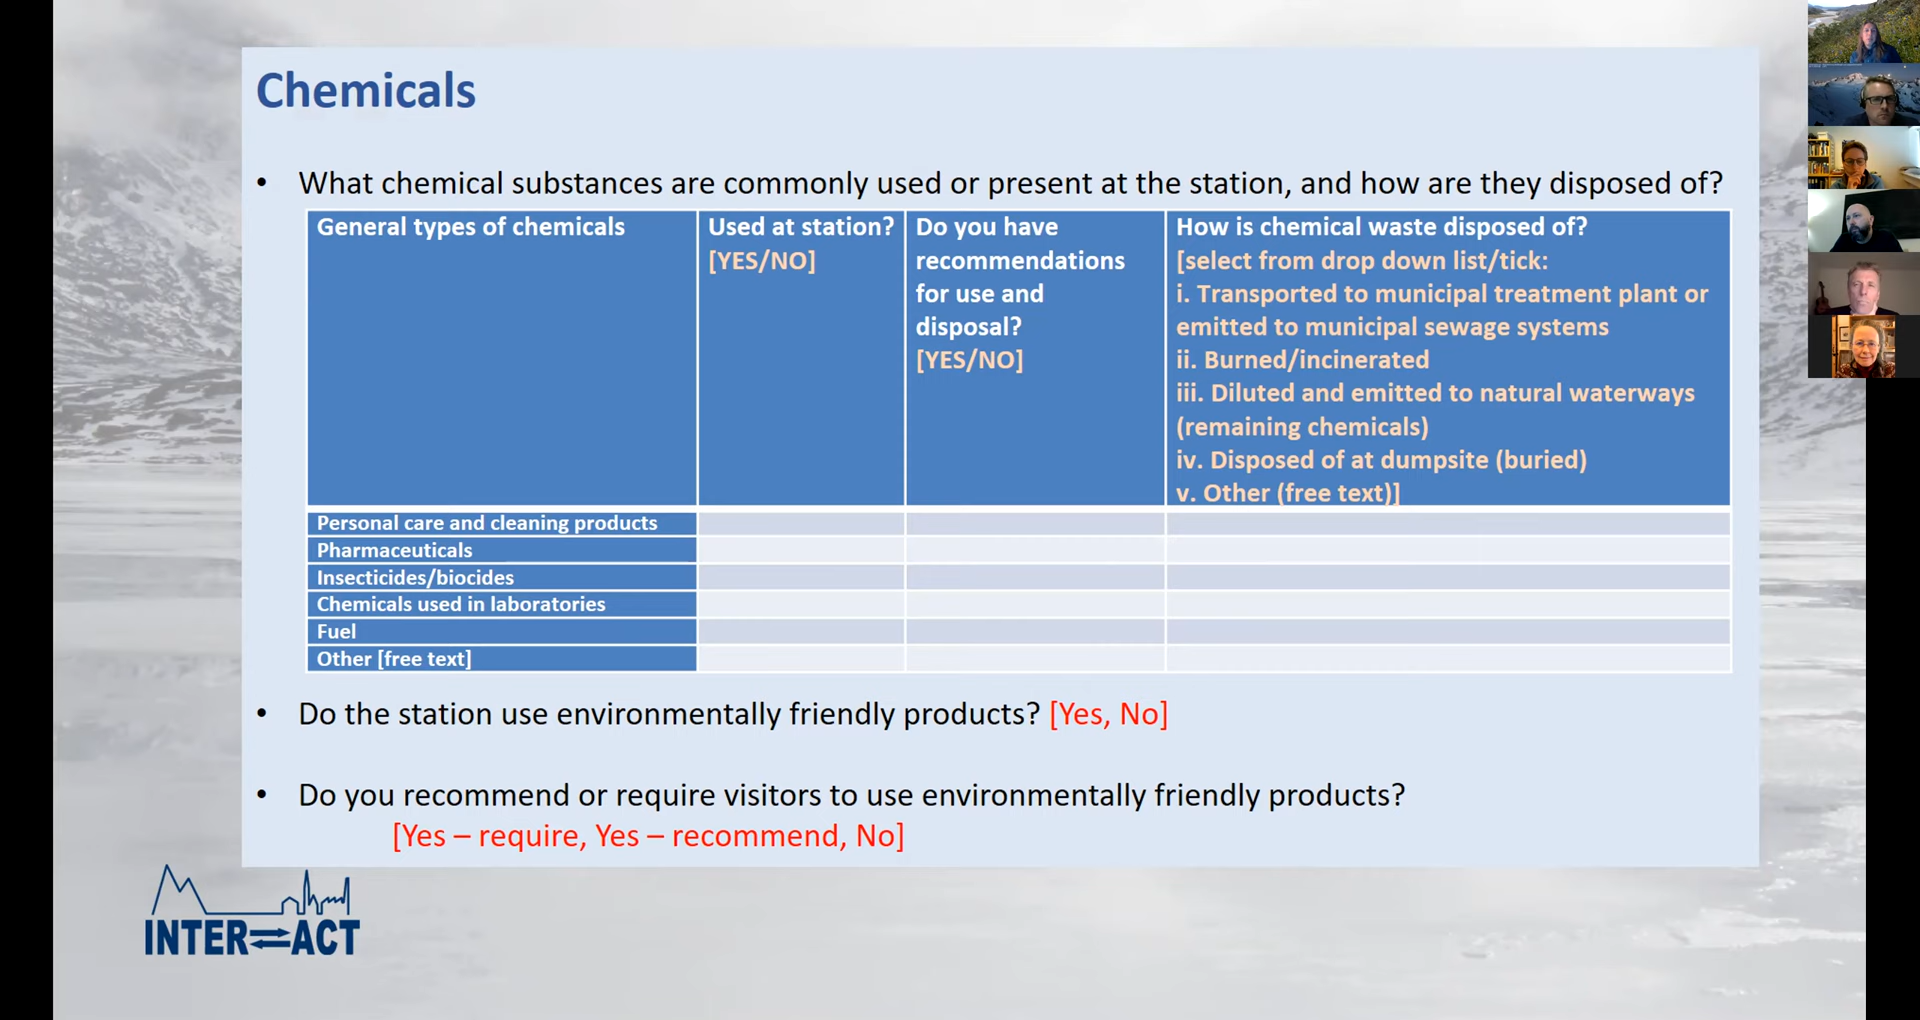 Chemicals
• What chemical substances are commonly used or present at the station, and how are they disposed of?
General types of chemicals
Used at station?
[YES/NO]
Do you have
recommendations
for use and
disposal?
[YES/NO]
How is chemical waste disposed of?
[select from drop down list/tick:
i. Transported to municipal treatment plant or
emitted to municipal sewage systems
ii. Burned/incinerated
iii. Diluted and emitted to natural waterways
(remaining chemicals)
iv. Disposed of at dumpsite (buried)
v. Other (free text)]
Personal care and cleaning products
Pharmaceuticals
Insecticides/biocides
Chemicals used in laboratories
Fuel
Other [free text]
• Do the station use environmentally friendly products? [Yes, No]
• Do you recommend or require visitors to use environmentally friendly products?
[Yes – require, Yes – recommend, No]
INTER⇄ACT